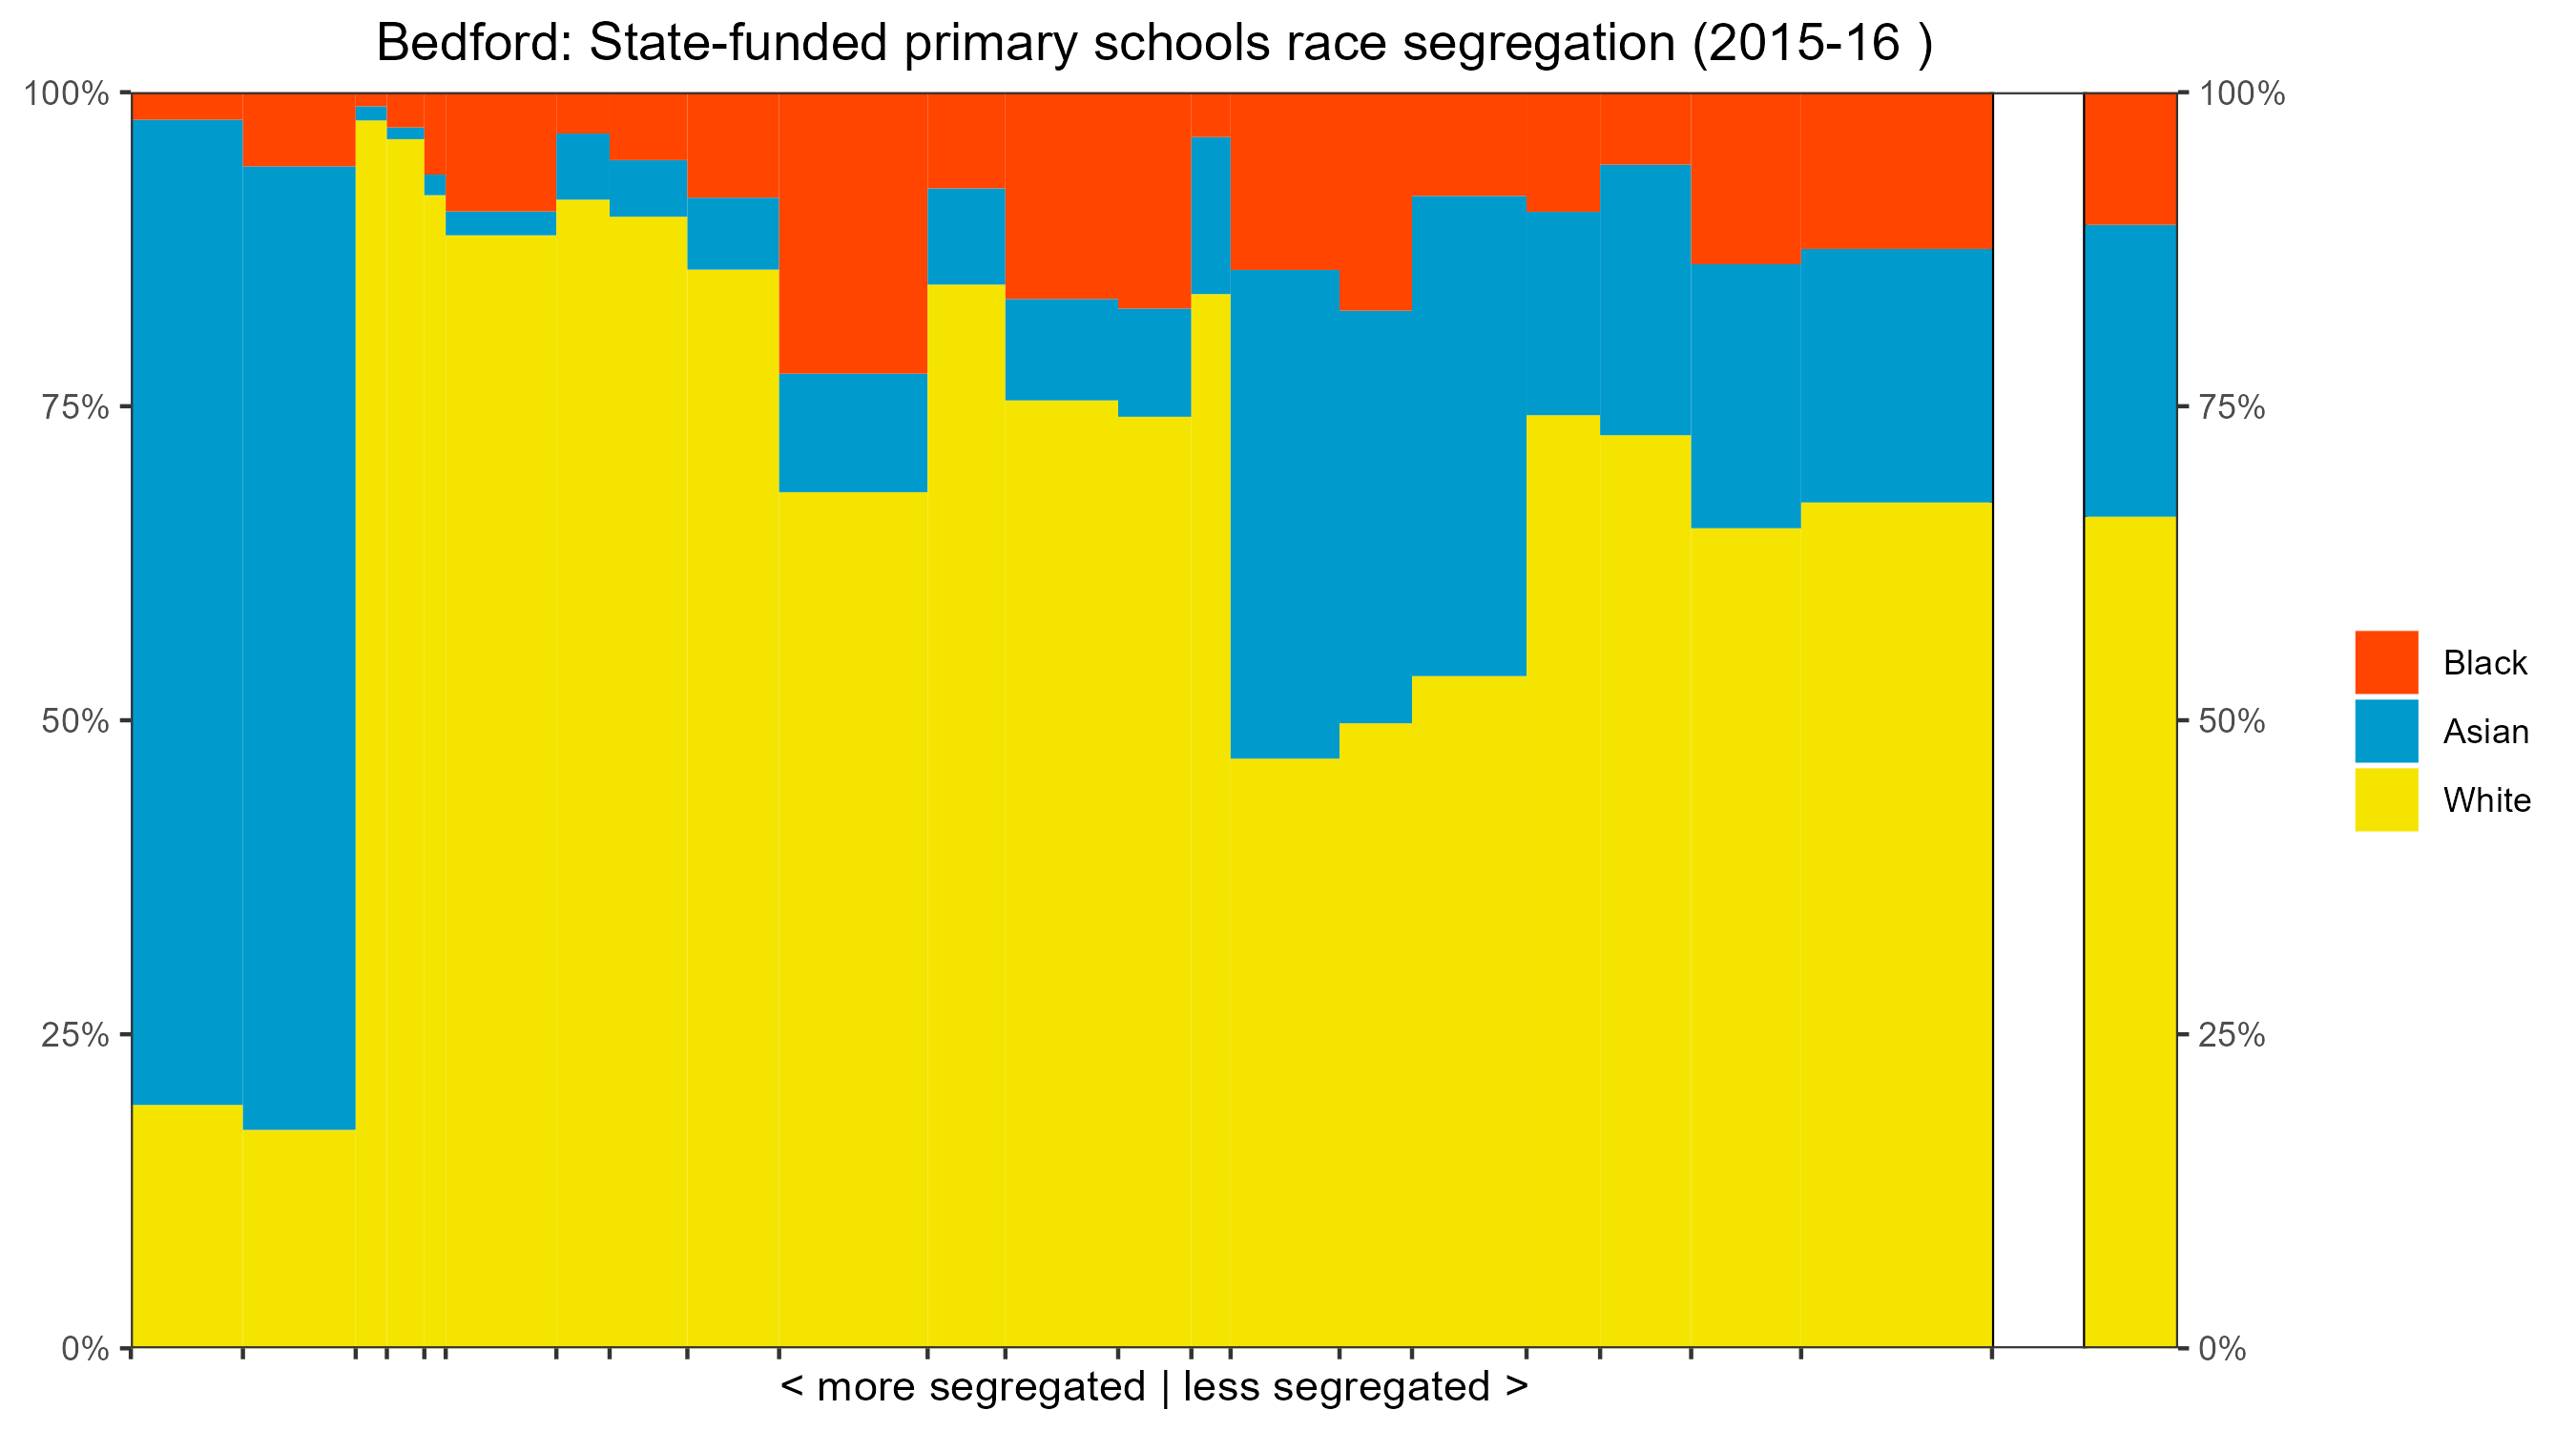 Bedford: State-funded primary schools race segregation (2015-16 )
100%
75%
50%
25%
0%
100%
75%
50%
25%
0%
Black
Asian
White
< more segregated | less segregated >